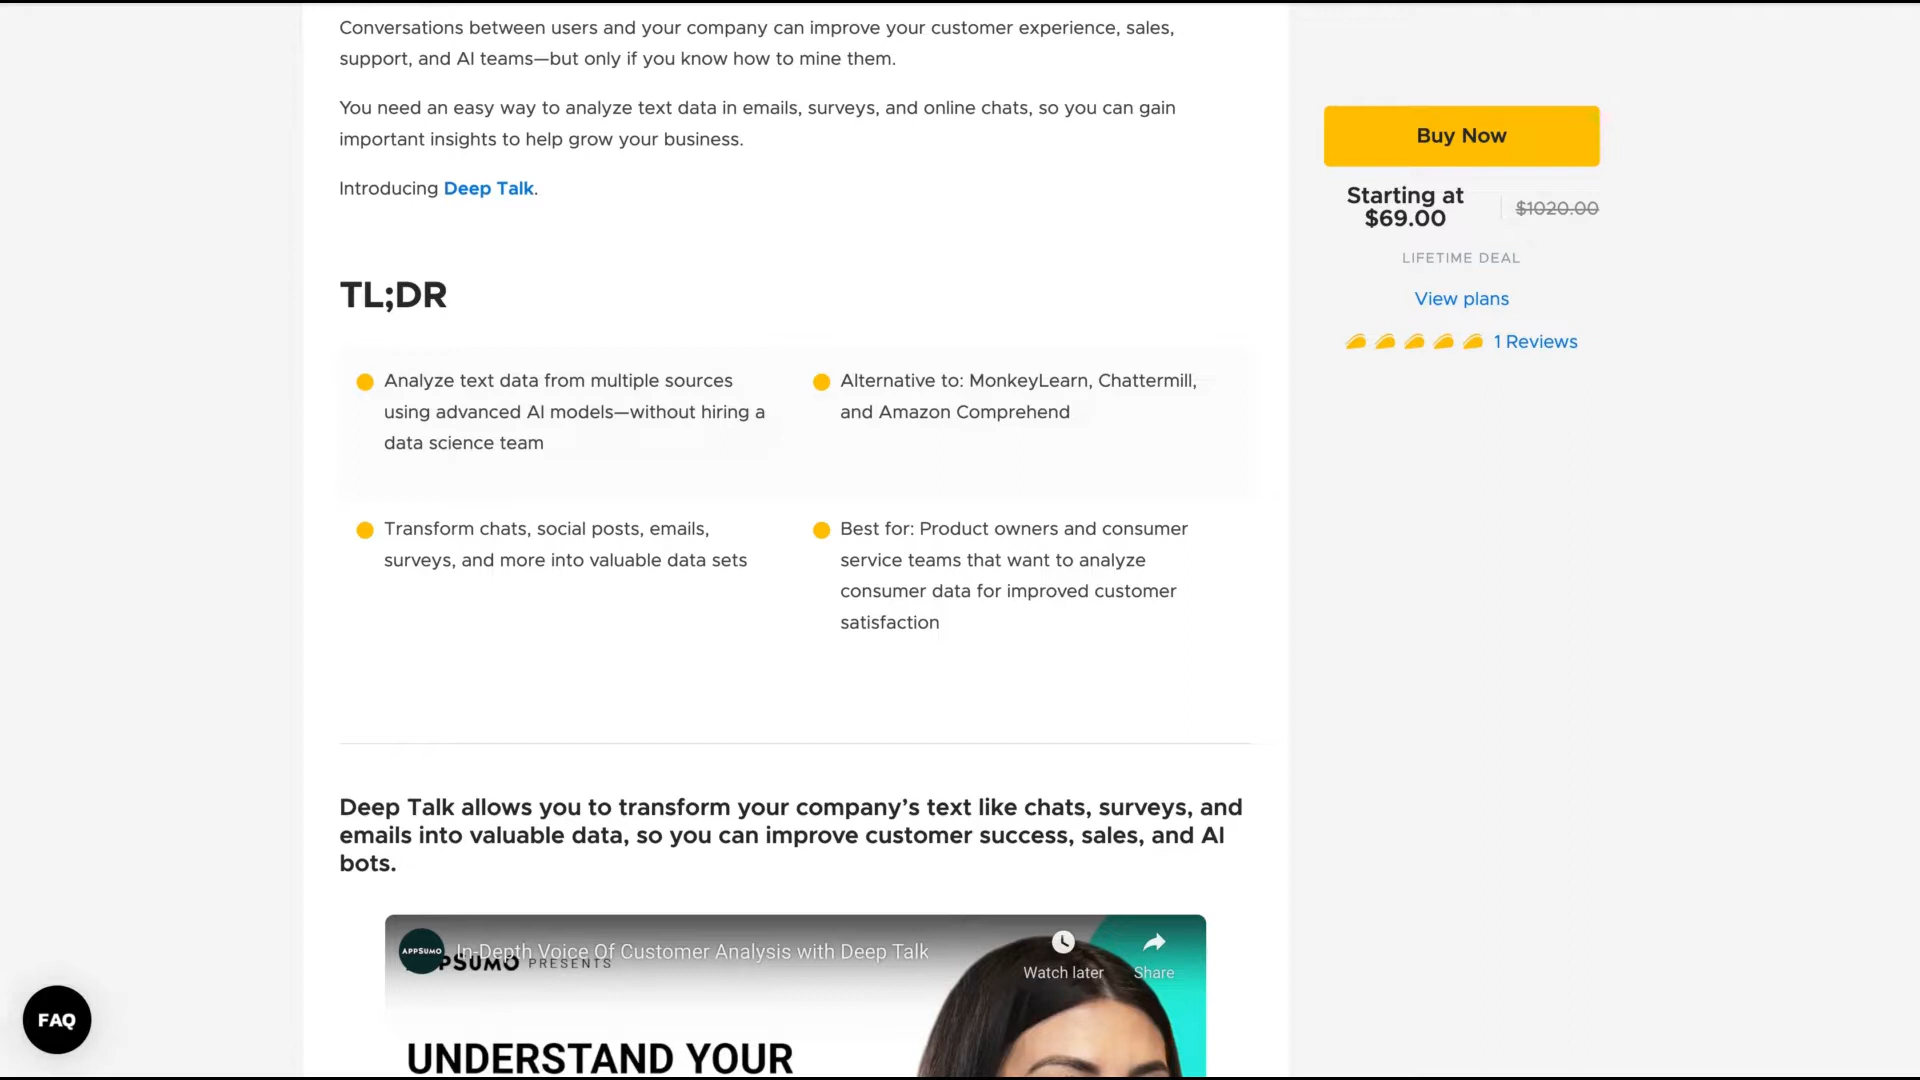 Conversations between users and your company can improve your customer experience, sales,
support, and AI teams—but only if you know how to mine them.
You need an easy way to analyze text data in emails, surveys, and online chats, so you can gain
important insights to help grow your business.
Introducing Deep Talk.
TL;DR
Analyze text data from multiple sources
using advanced AI models—without hiring a
data science team
Alternative to: MonkeyLearn, Chattermill,
and Amazon Comprehend
Transform chats, social posts, emails,
surveys, and more into valuable data sets
Best for: Product owners and consumer
service teams that want to analyze
consumer data for improved customer
satisfaction
Deep Talk allows you to transform your company’s text like chats, surveys, and
emails into valuable data, so you can improve customer success, sales, and AI
bots.
APPSUMO
In-Depth Voice Of Customer Analysis with Deep Talk
PSUMO PRESENTS
Watch later
Share
UNDERSTAND YOUR
Buy Now
Starting at
$69.00
$1020.00
LIFETIME DEAL
View plans
1 Reviews
FAQ